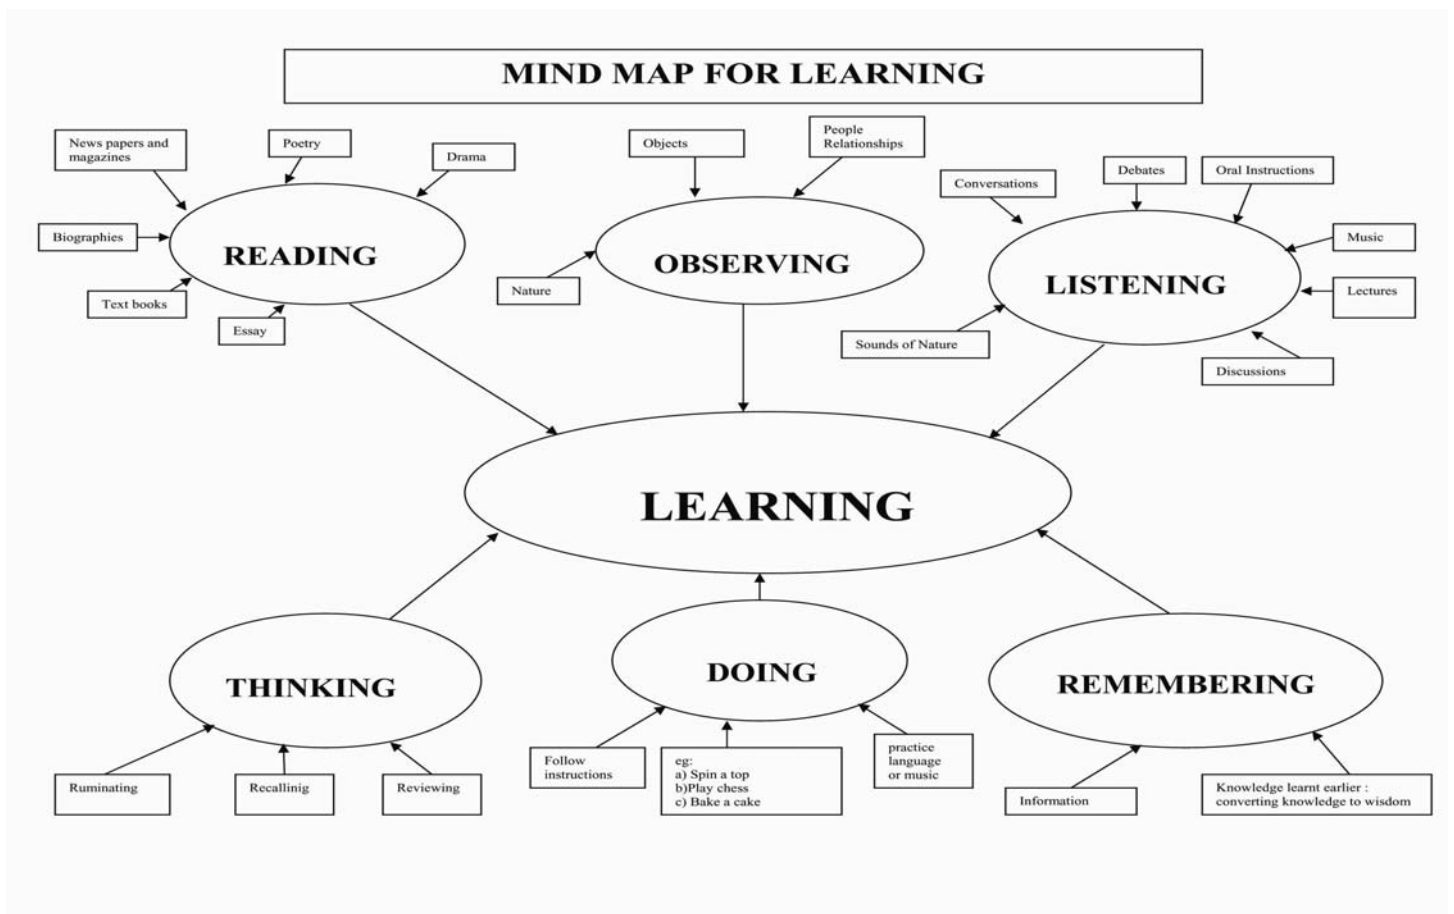 MIND MAP FOR LEARNING
News papers and
magazines
Poetry
Drama
Biographies
Text books
Essay
READING
Objects
People
Relationships
Nature
OBSERVING
Conversations
Debates
Oral Instructions
Music
Lectures
Discussions
Sounds of Nature
LISTENING
LEARNING
THINKING
Ruminating
Recallinig
Reviewing
DOING
Follow
instructions
eg:
a) Spin a top
b)Play chess
c) Bake a cake
practice
language
or music
REMEMBERING
Information
Knowledge learnt earlier :
converting knowledge to wisdom